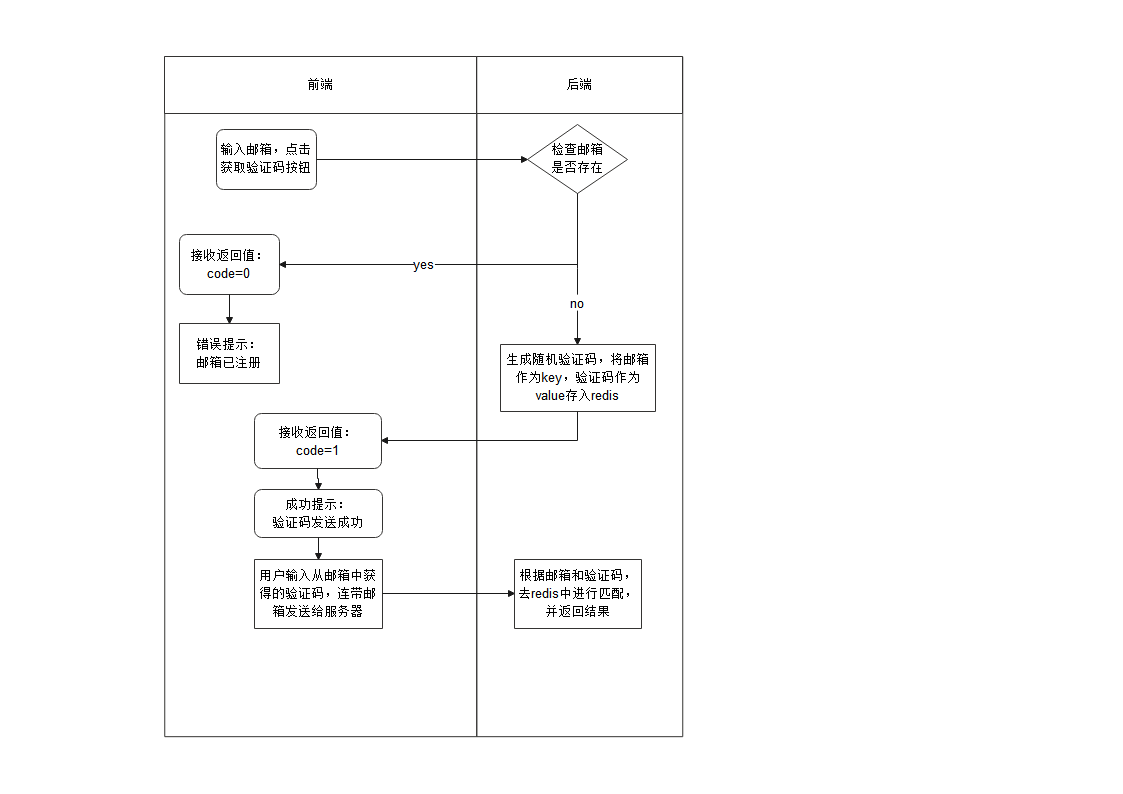 前端
后端
输入邮箱，点击
获取验证码按钮
检查邮箱
是否存在
接收返回值：
code=0
yes
no
错误提示：
邮箱已注册
生成随机验证码，将邮箱
作为key，验证码作为
value存入redis
接收返回值：
code=1
成功提示：
验证码发送成功
用户输入从邮箱中获
得的验证码，连带邮
箱发送给服务器
根据邮箱和验证码，
去redis中进行匹配，
并返回结果